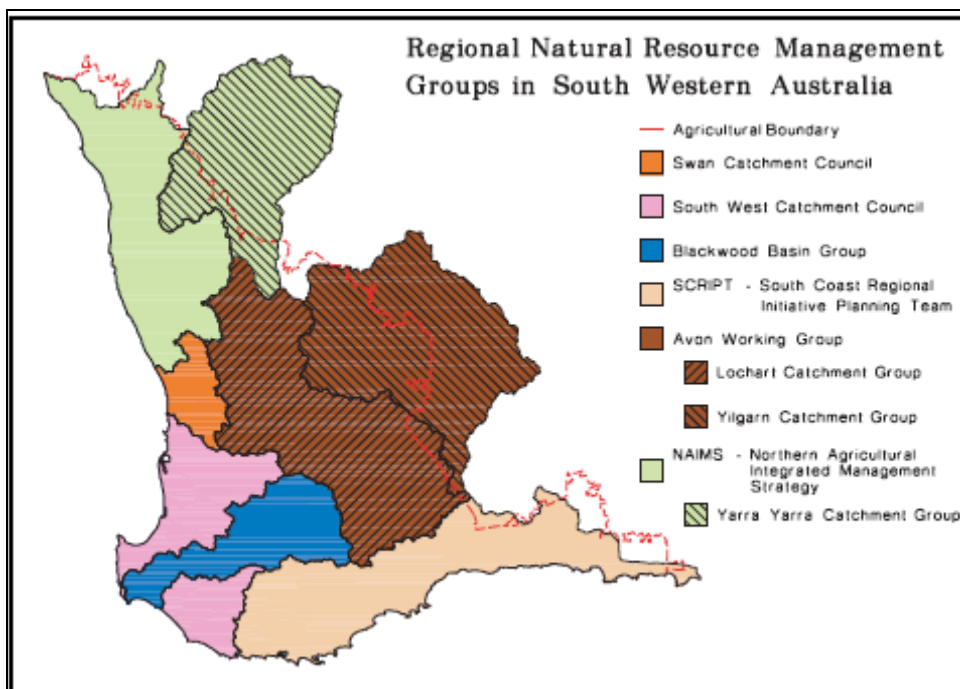 Regional Natural Resource Management
Groups in South Western Australia
Agricultural Boundary
Swan Catchment Council
South West Catchment Council
Blackwood Basin Group
SCRIPT - South Coast Regional
Initiative Planning Team
Avon Working Group
Lochart Catchment Group
Yilgarn Catchment Group
NAIMS - Northern Agricultural
Integrated Management
Strategy
Yarra Yarra Catchment Group